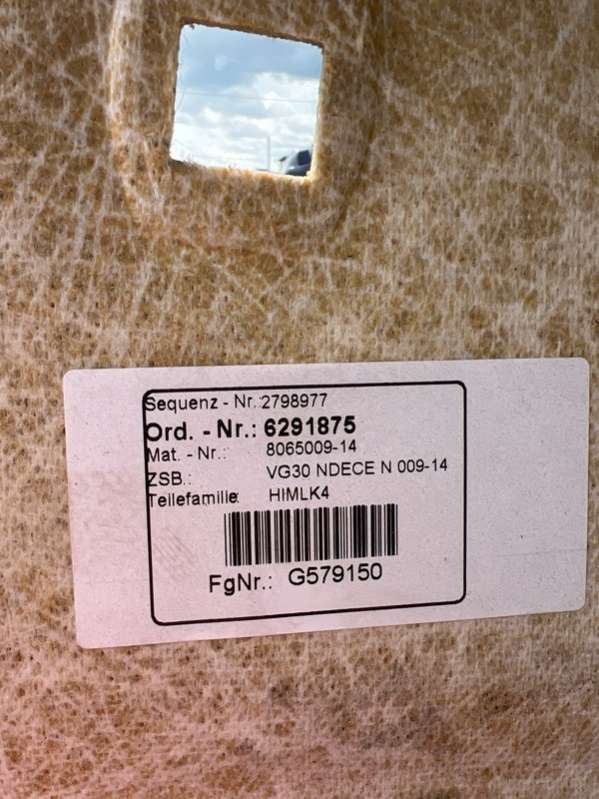 Sequenz - Nr.:2798977
Ord. - Nr.: 6291875
Mat. - Nr.: 8065009-14
ZSB.: VG30 NDECE N 009-14
Teilefamilie: HIMLK4
FgNr.: G579150